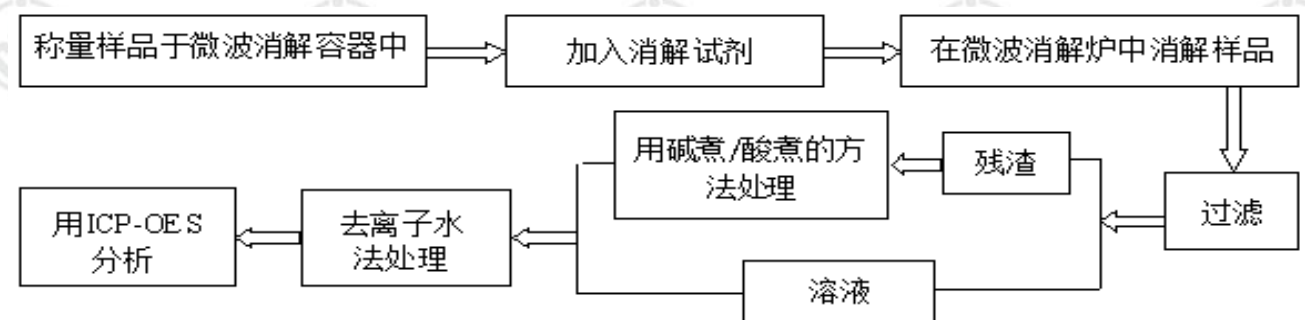 称量样品于微波消解容器中
加入消解试剂
在微波消解炉中消解样品
过滤
残渣
用碱煮/酸煮的方
法处理
溶液
去离子水
法处理
用ICP-OES
分析